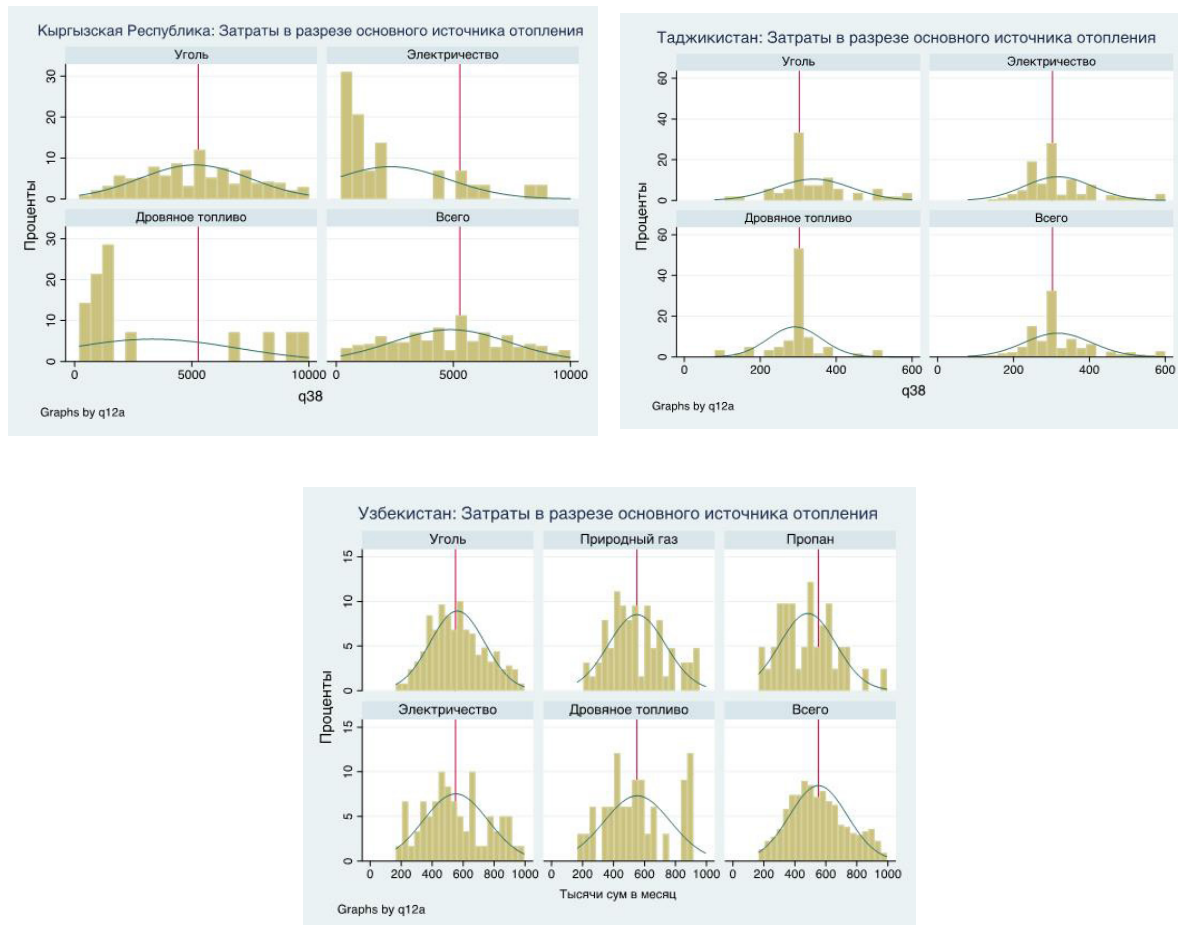 Кыргызская Республика: Затраты в разрезе основного источника отопления
Уголь
Электричество
30
20
10
0
Дровяное топливо
Всего
30
20
10
0
Проценты
0 5000 10000 0 5000 10000
q38
Graphs by q12a
Таджикистан: Затраты в разрезе основного источника отопления
Уголь
Электричество
60
40
20
0
Дровяное топливо
Всего
60
40
20
0
Проценты
0 200 400 600 0 200 400 600
q38
Graphs by q12a
Узбекистан: Затраты в разрезе основного источника отопления
Уголь
Природный газ
Пропан
15
10
5
0
Электричество
Дровяное топливо
Всего
15
10
5
0
Проценты
0 200 400 600 800 1000 0 200 400 600 800 1000 0 200 400 600 800 1000
Тысячи сум в месяц
Graphs by q12a